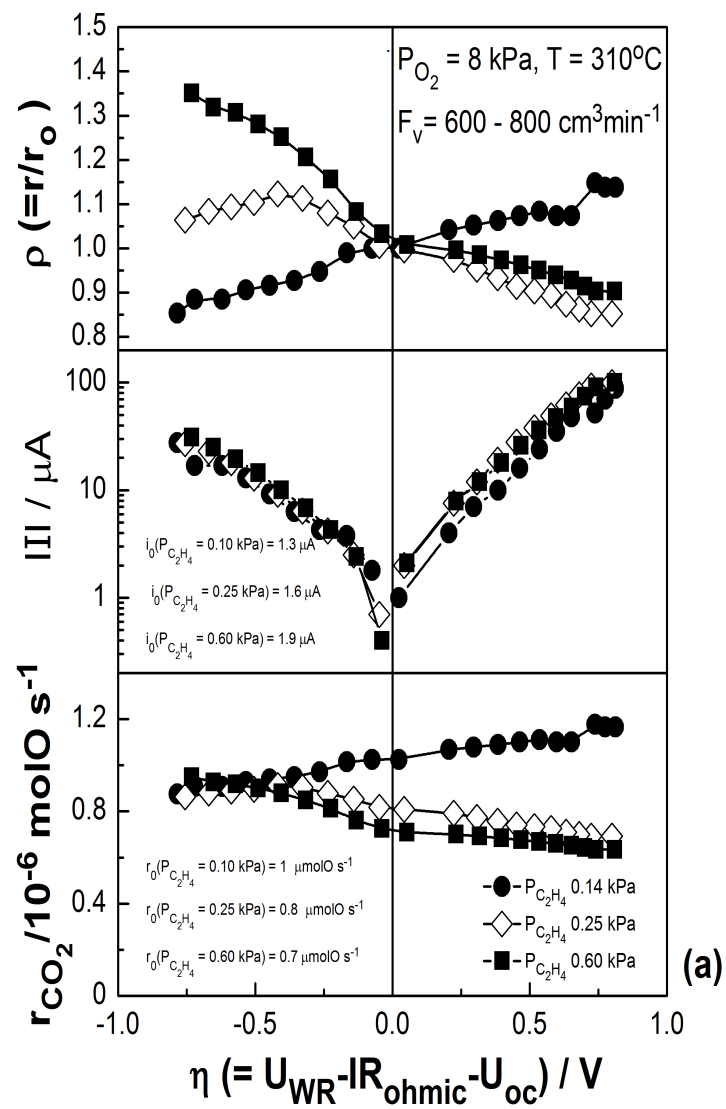 1.5
1.4
1.3
1.2
1.1
1.0
0.9
0.8
ρ (=r/r₀)
P_O₂ = 8 kPa, T = 310ºC
F_v = 600 - 800 cm³min⁻¹
100
10
1
III / μA
i₀(P_C₂H₄ = 0.10 kPa) = 1.3 μA
i₀(P_C₂H₄ = 0.25 kPa) = 1.6 μA
i₀(P_C₂H₄ = 0.60 kPa) = 1.9 μA
1.2
0.8
0.4
0
r_CO₂/10⁻⁶ molO s⁻¹
r₀(P_C₂H₄ = 0.10 kPa) = 1 μmolO s⁻¹
r₀(P_C₂H₄ = 0.25 kPa) = 0.8 μmolO s⁻¹
r₀(P_C₂H₄ = 0.60 kPa) = 0.7 μmolO s⁻¹
P_C₂H₄ 0.14 kPa
P_C₂H₄ 0.25 kPa
P_C₂H₄ 0.60 kPa
(a)
-1.0 -0.5 0.0 0.5 1.0
η (= U_WR-IR_ohmic-U_oc) / V